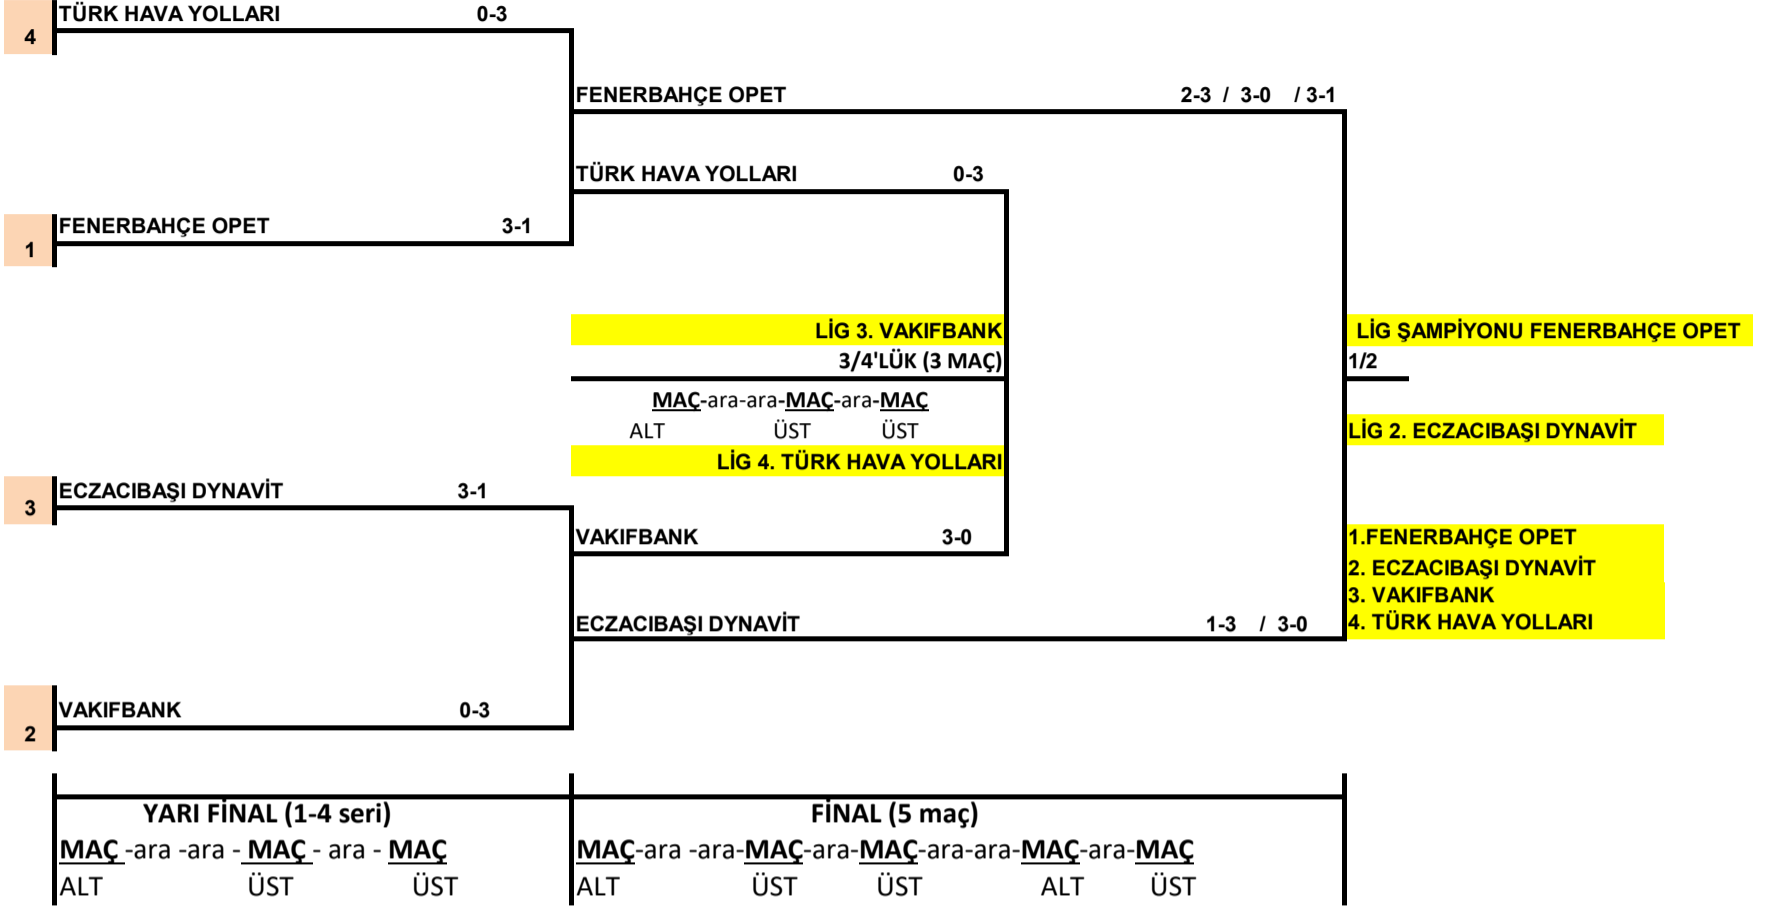 TÜRK HAVA YOLLARI 0-3
4
FENERBAHÇE OPET 2-3 / 3-0 / 3-1
TÜRK HAVA YOLLARI 0-3
FENERBAHÇE OPET 3-1
1
LİG 3. VAKIFBANK
LİG ŞAMPİYONU FENERBAHÇE OPET
3/4'LÜK (3 MAÇ)
1/2
MAÇ-ara-ara-MAÇ-ara-MAÇ
ALT ÜST ÜST
LİG 2. ECZACIBAŞI DYNAVİT
LİG 4. TÜRK HAVA YOLLARI
ECZACIBAŞI DYNAVİT 3-1
3
VAKIFBANK 3-0
1.FENERBAHÇE OPET
2. ECZACIBAŞI DYNAVİT
3. VAKIFBANK
4. TÜRK HAVA YOLLARI
ECZACIBAŞI DYNAVİT 1-3 / 3-0
VAKIFBANK 0-3
2
YARI FİNAL (1-4 seri)
MAÇ -ara -ara - MAÇ - ara - MAÇ
ALT ÜST ÜST
FİNAL (5 maç)
MAÇ-ara -ara-MAÇ-ara-MAÇ-ara-ara-MAÇ-ara-MAÇ
ALT ÜST ÜST ALT ÜST